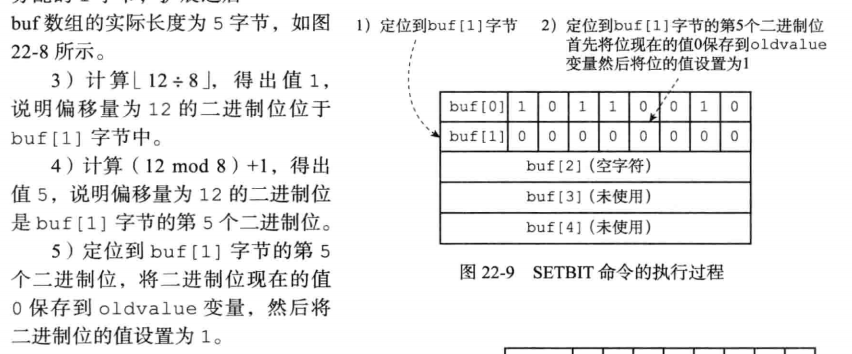 buf 数组的实际长度为 5 字节，如图
22-8 所示。
3）计算⌊ 12 ÷ 8 ⌋，得出值 1，
说明偏移量为 12 的二进制位位于
buf[1] 字节中。
4）计算（12 mod 8）+1，得出
值 5，说明偏移量为 12 的二进制位
是 buf[1] 字节的第 5 个二进制位。
5）定位到 buf[1] 字节的第 5
个二进制位，将二进制位现在的值
0 保存到 oldvalue 变量，然后将
二进制位的值设置为 1。
1）定位到buf[1]字节
2）定位到buf[1]字节的第5个二进制位
首先将位现在的值0保存到oldvalue
变量然后将位的值设置为1
buf[0] 1 0 1 1 0 0 1 0
buf[1] 0 0 0 0 0 0 0 0
buf[2]（空字符）
buf[3]（未使用）
buf[4]（未使用）
图 22-9 SETBIT 命令的执行过程